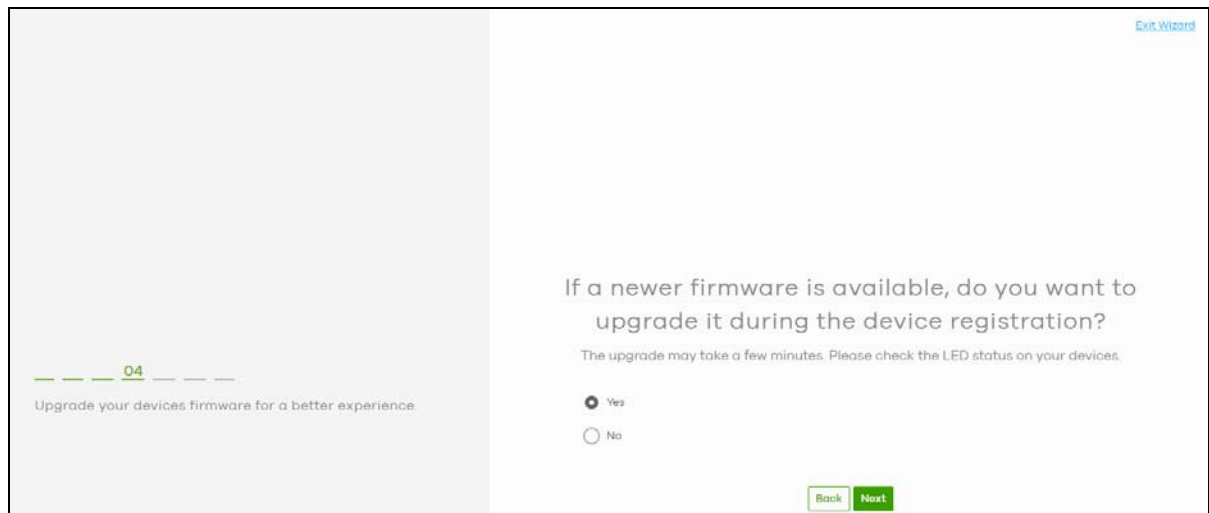 Exit Wizard
If a newer firmware is available, do you want to
upgrade it during the device registration?
The upgrade may take a few minutes. Please check the LED status on your devices.
04
Upgrade your devices firmware for a better experience.
Yes
No
Back Next